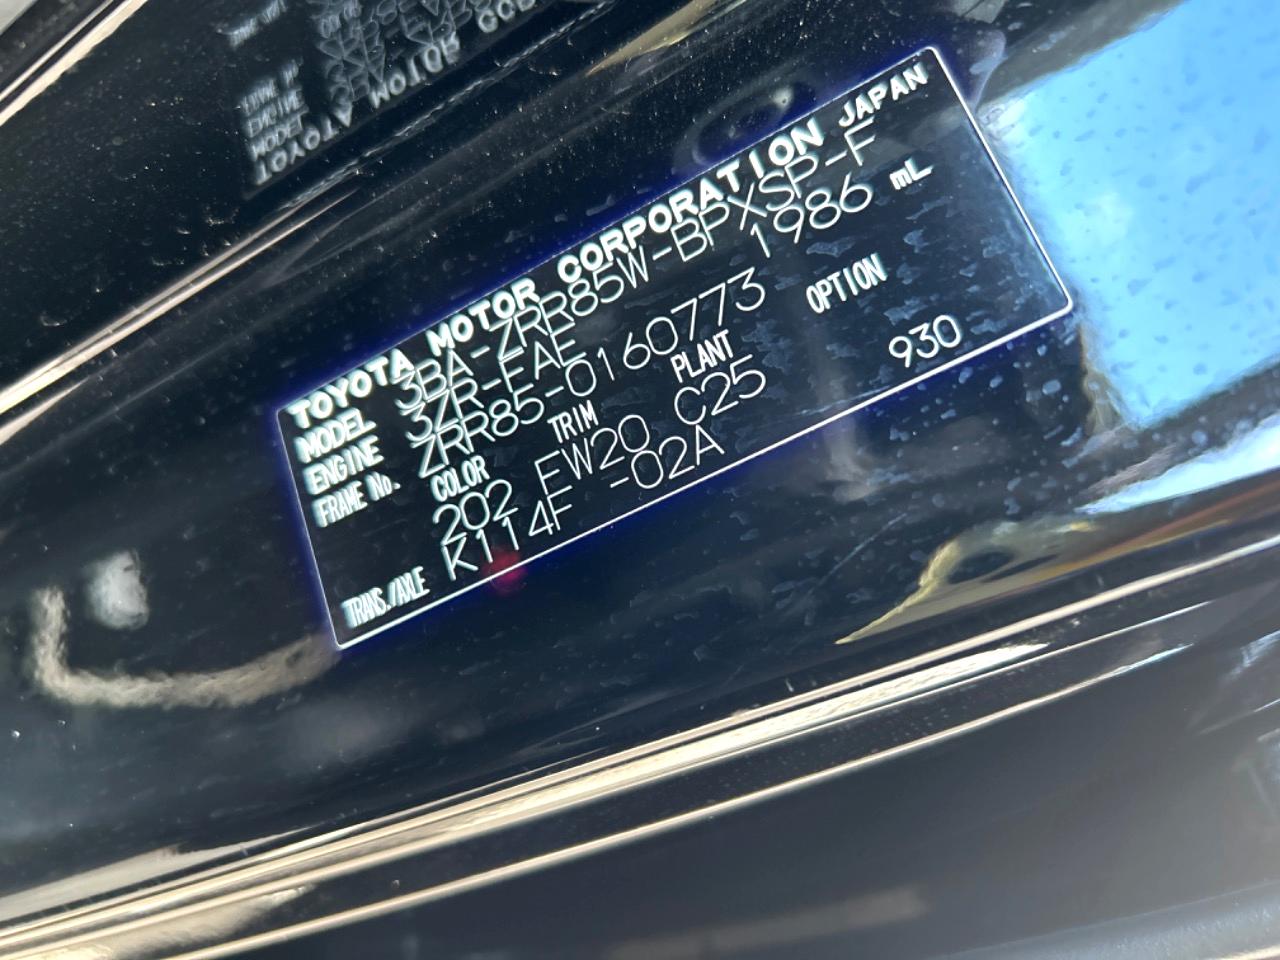 TOYOTA MOTOR CORPORATION JAPAN
MODEL 3BA-ZRR85W-BPXSP-F
ENGINE 3ZR-FAE 1986 mL
FRAME No. ZRR85-0160773
COLOR TRIM PLANT OPTION
202 EW20 C25 930
TRANS./AXLE K114F -02A